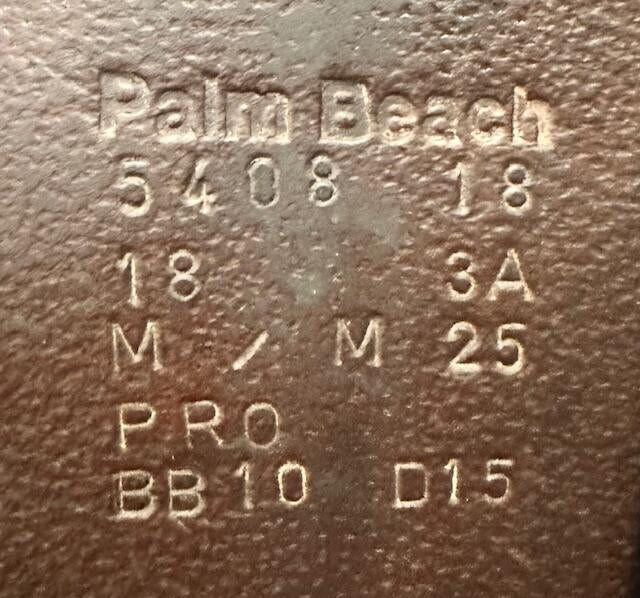 Palm Beach
5408 18
18 3A
M / M 25
PRO
BB10 D15